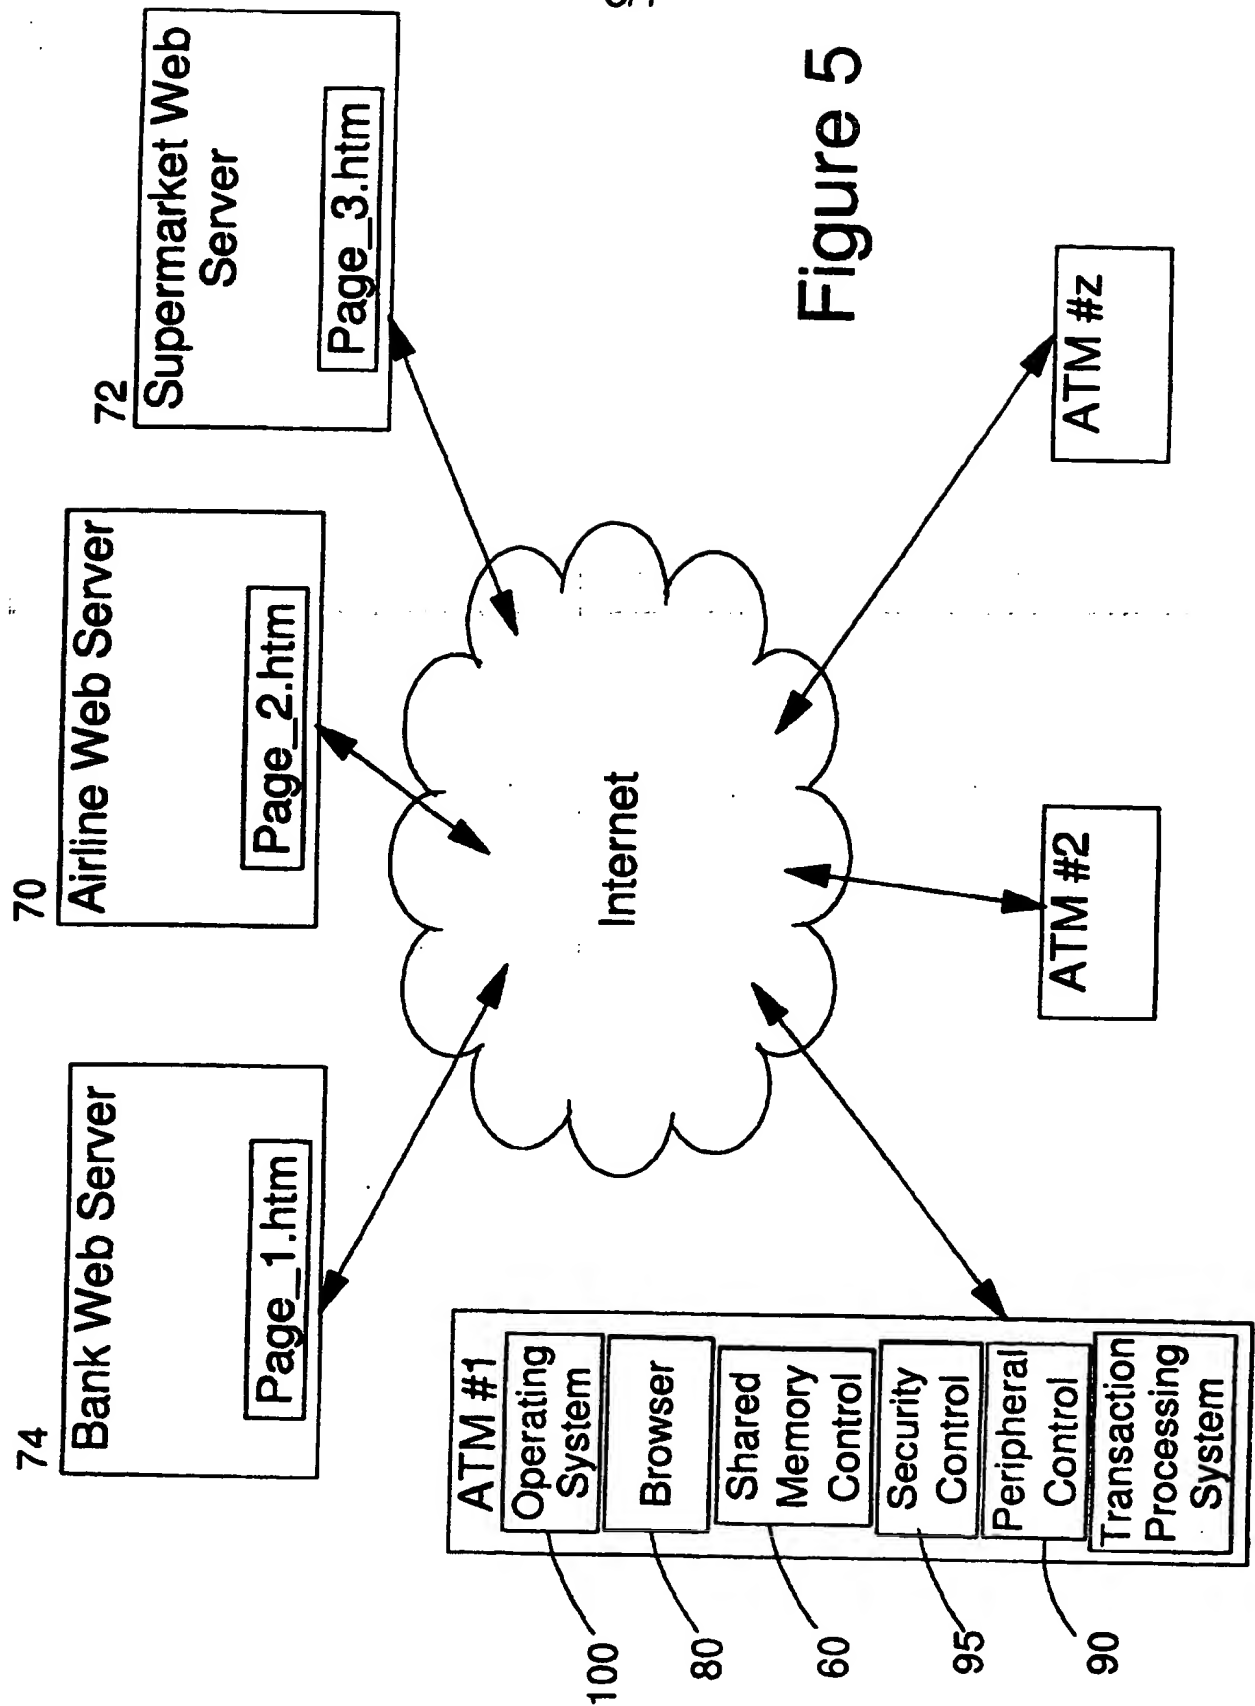 74
Bank Web Server
Page_1.htm
70
Airline Web Server
Page_2.htm
72
Supermarket Web
Server
Page_3.htm
Internet
ATM #1
Operating
System
Browser
Shared
Memory
Control
Security
Control
Peripheral
Control
Transaction
Processing
System
100
80
60
95
90
ATM #2
ATM #z
Figure 5